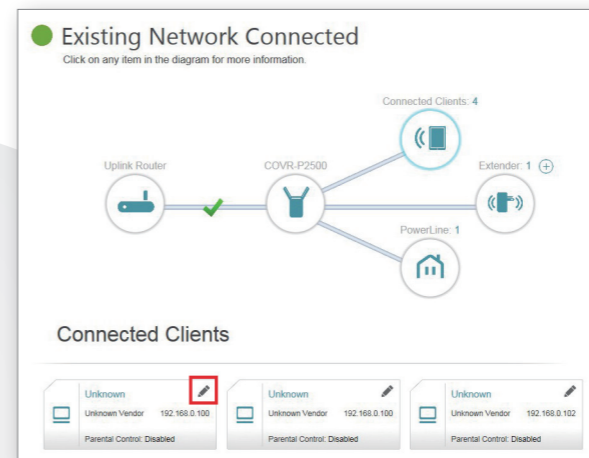 Existing Network Connected
Click on any item in the diagram for more information.
Connected Clients: 4
Uplink Router
COVR-P2500
Extender: 1
PowerLine: 1
Connected Clients
Unknown
Unknown Vendor 192.168.0.100
Parental Control: Disabled
Unknown
Unknown Vendor 192.168.0.100
Parental Control: Disabled
Unknown
Unknown Vendor 192.168.0.102
Parental Control: Disabled